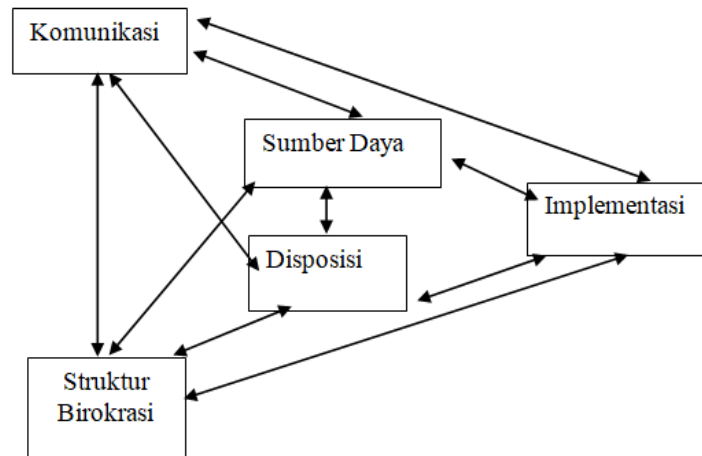 Komunikasi
Sumber Daya
Implementasi
Disposisi
Struktur
Birokrasi